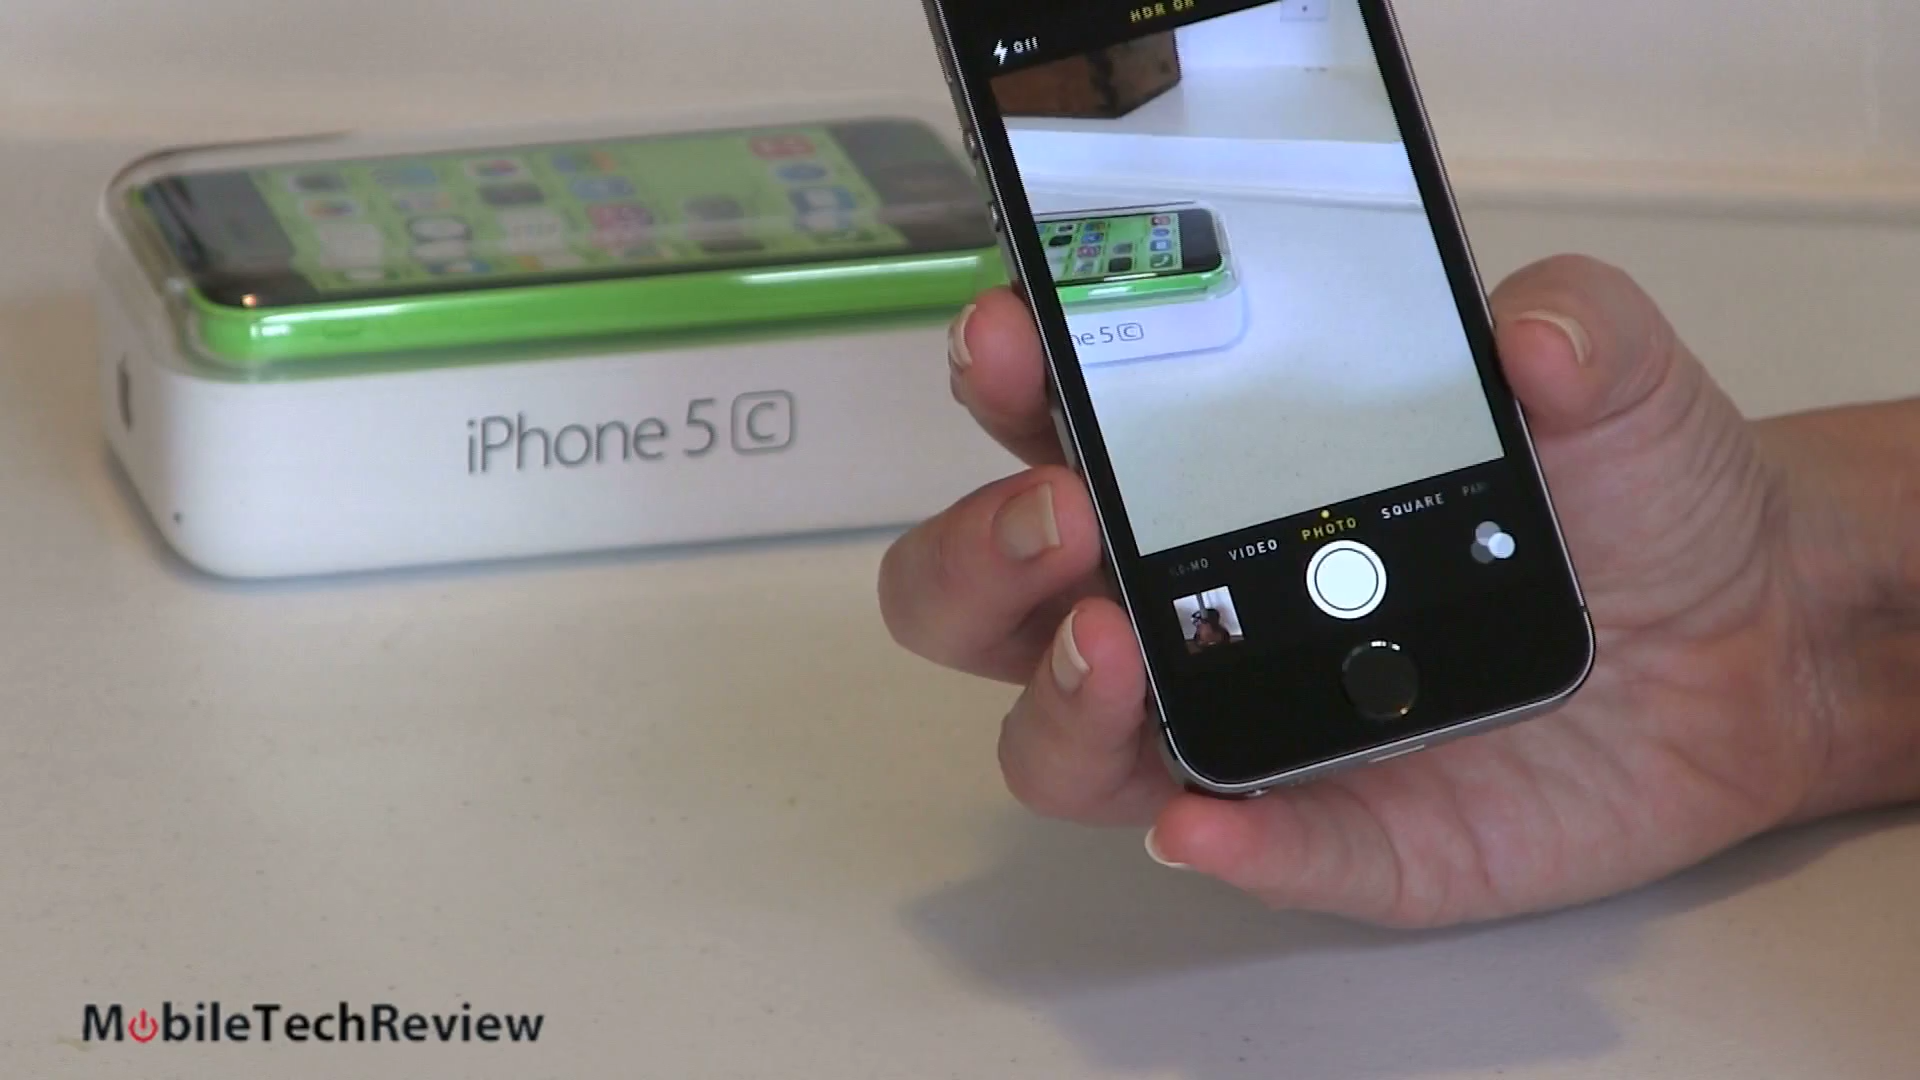 HDR On
Off
iPhone 5C
ne 5C
VIDEO
PHOTO
SQUARE
MobileTechReview